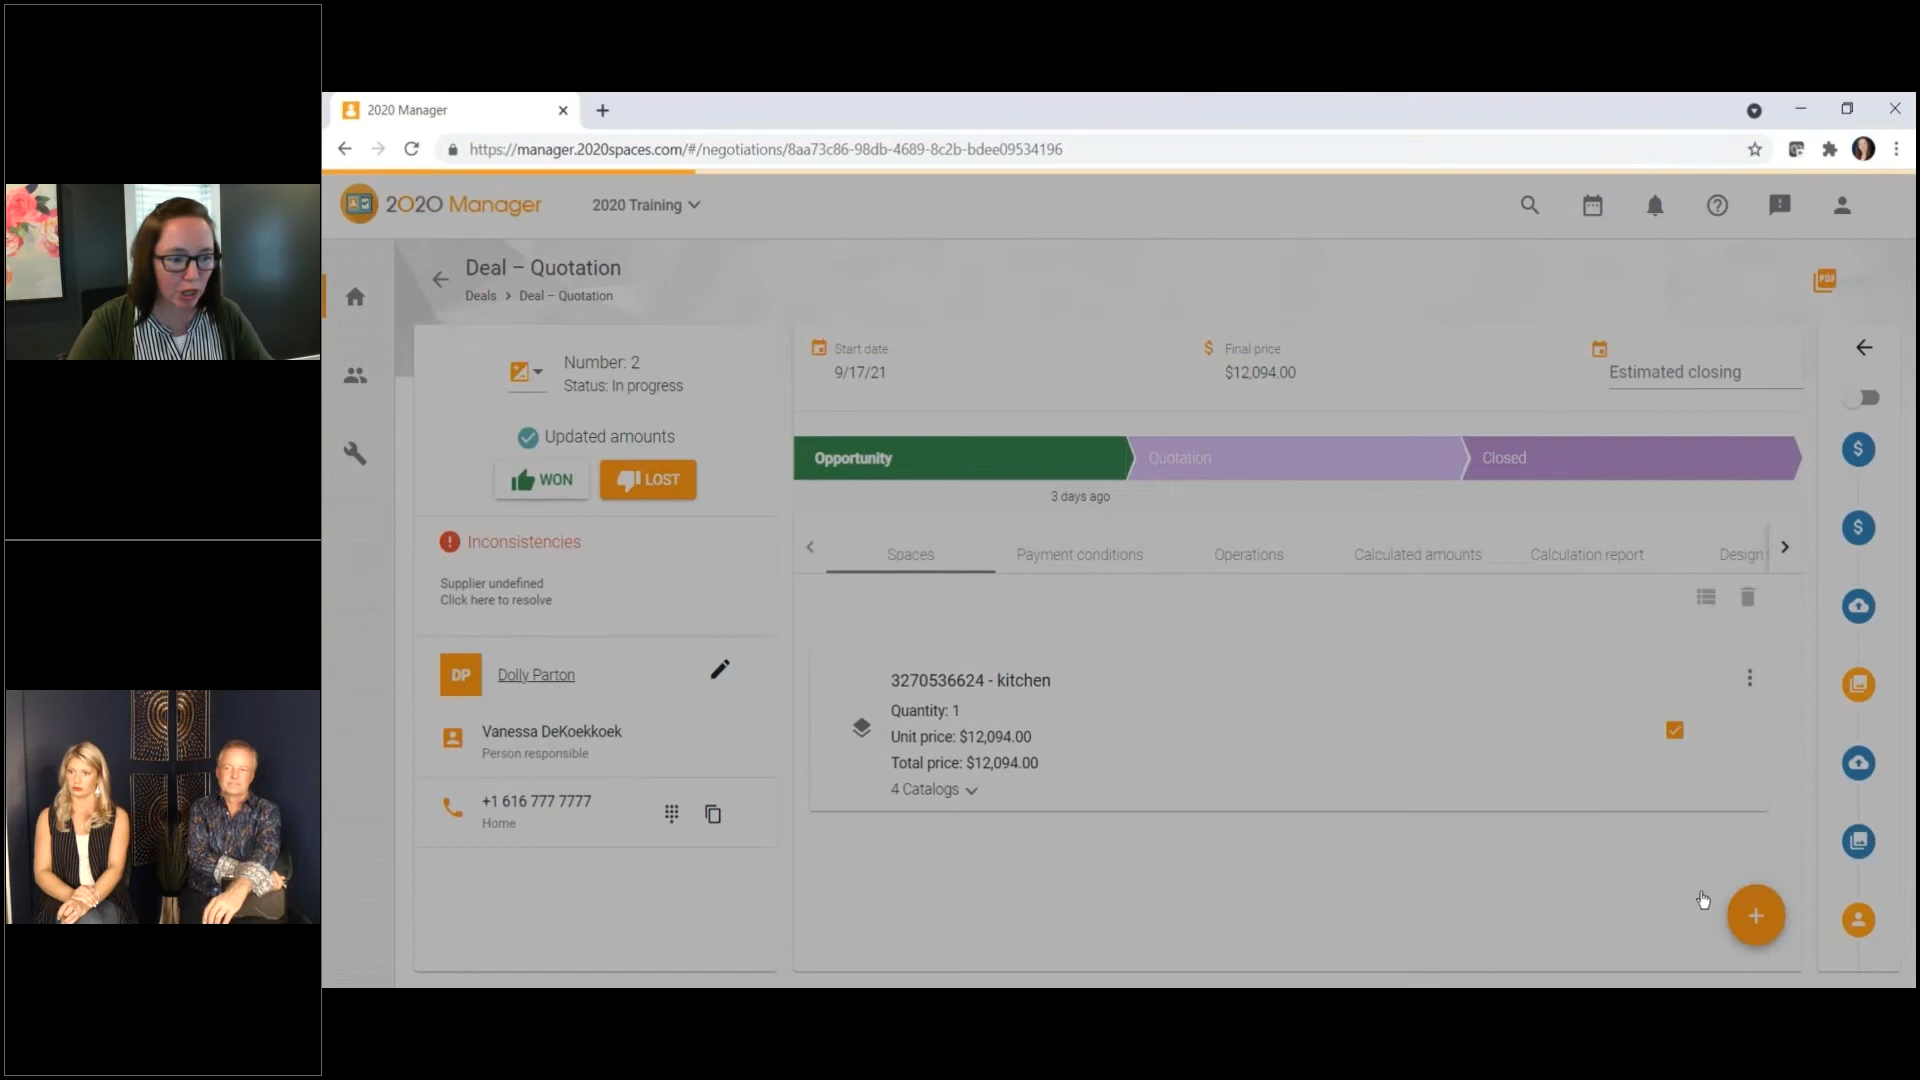 2020 Manager
https://manager.2020spaces.com/#/negotiations/8aa73c86-98db-4689-8c2b-bdee09534196
2020 Manager
2020 Training
Deal – Quotation
Deals > Deal – Quotation
PDF
Number: 2
Status: In progress
Updated amounts
WON
LOST
Inconsistencies
Supplier undefined
Click here to resolve
DP
Dolly Parton
Vanessa DeKoekkoek
Person responsible
+1 616 777 7777
Home
Start date
9/17/21
Final price
$12,094.00
Estimated closing
Opportunity
Quotation
Closed
3 days ago
Spaces
Payment conditions
Operations
Calculated amounts
Calculation report
Design
3270536624 - kitchen
Quantity: 1
Unit price: $12,094.00
Total price: $12,094.00
4 Catalogs